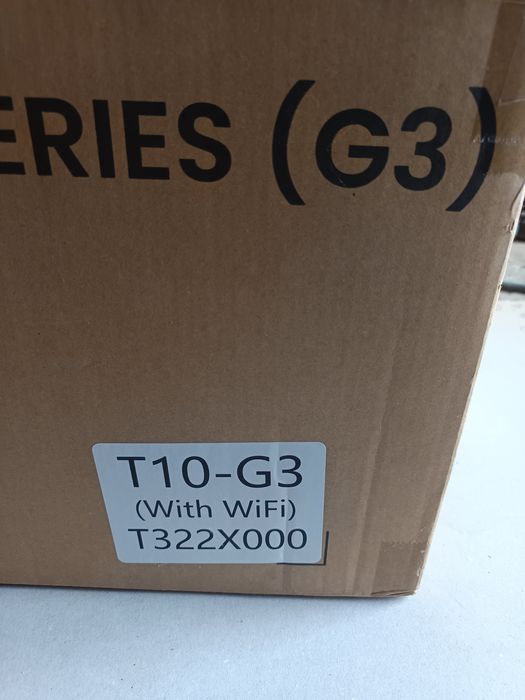 ERIES (G3)
T10-G3
(With WiFi)
T322X000